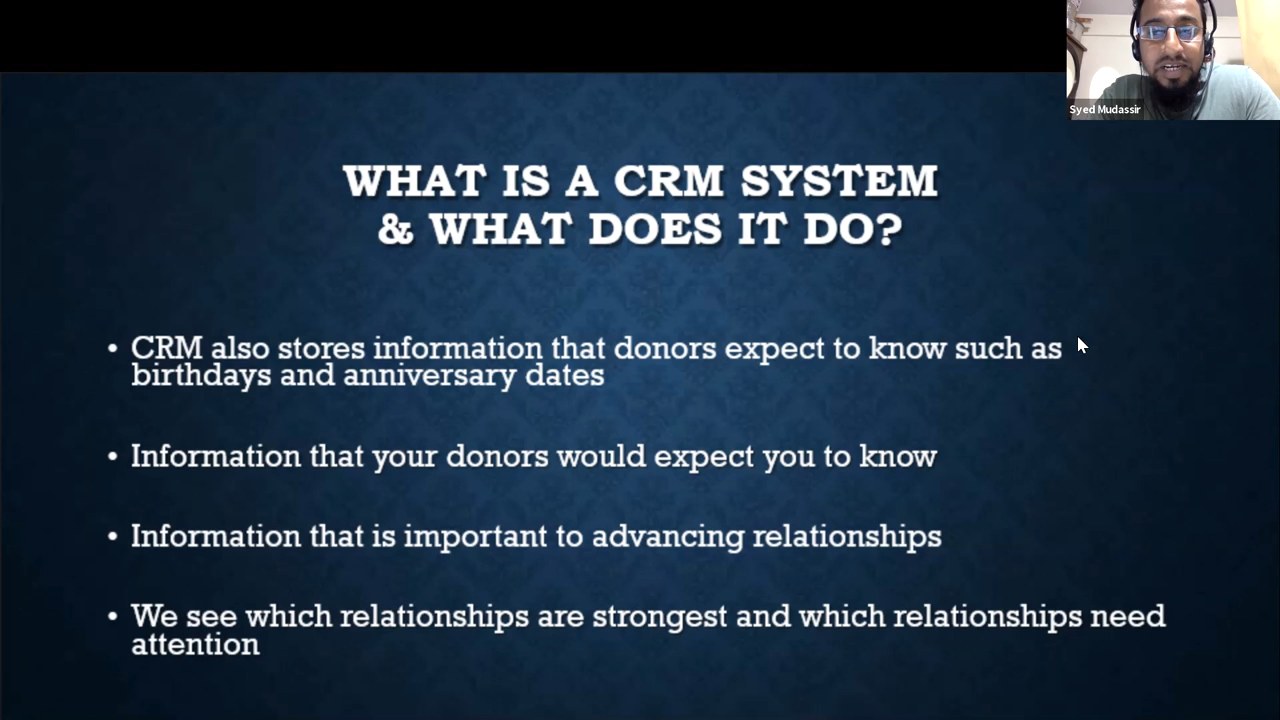 Syed Mudassir
WHAT IS A CRM SYSTEM
& WHAT DOES IT DO?
• CRM also stores information that donors expect to know such as
birthdays and anniversary dates
• Information that your donors would expect you to know
• Information that is important to advancing relationships
• We see which relationships are strongest and which relationships need
attention